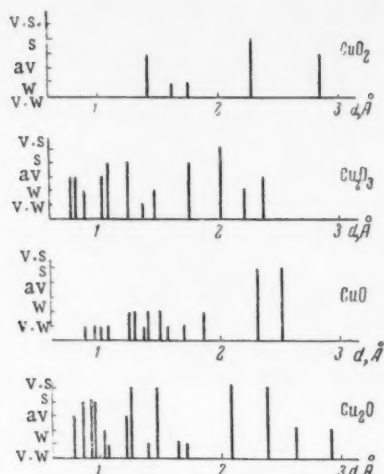 v.s.
s
av
w
v.w
CuO₂
1 2 3 d,Å
v.s
s
av
w
v.w
Cu₂O₃
1 2 3 d,Å
v.s
s
av
w
v.w
CuO
1 2 3 d,Å
v.s
s
av
w
v.w
Cu₂O
1 2 3 d,Å